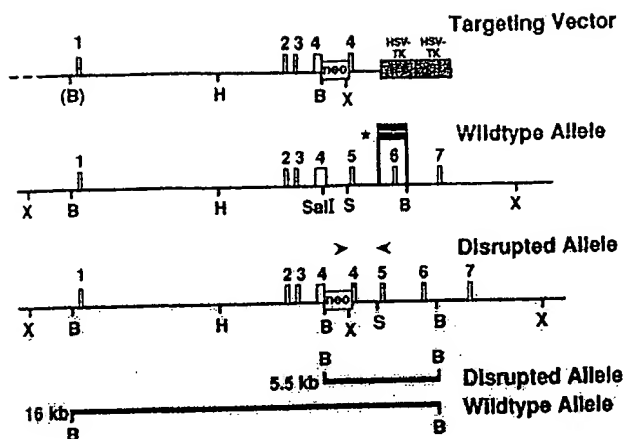 Targeting Vector
1 2 3 4 neo 4 HSV-TK HSV-TK
(B) H B X
* Wildtype Allele
1 2 3 4 5 6 7
X B H SalI S B X
Disrupted Allele
1 2 3 4 neo 4 5 6 7
X B H B X S B X
B B
5.5 kb Disrupted Allele
16 kb Wildtype Allele
B B